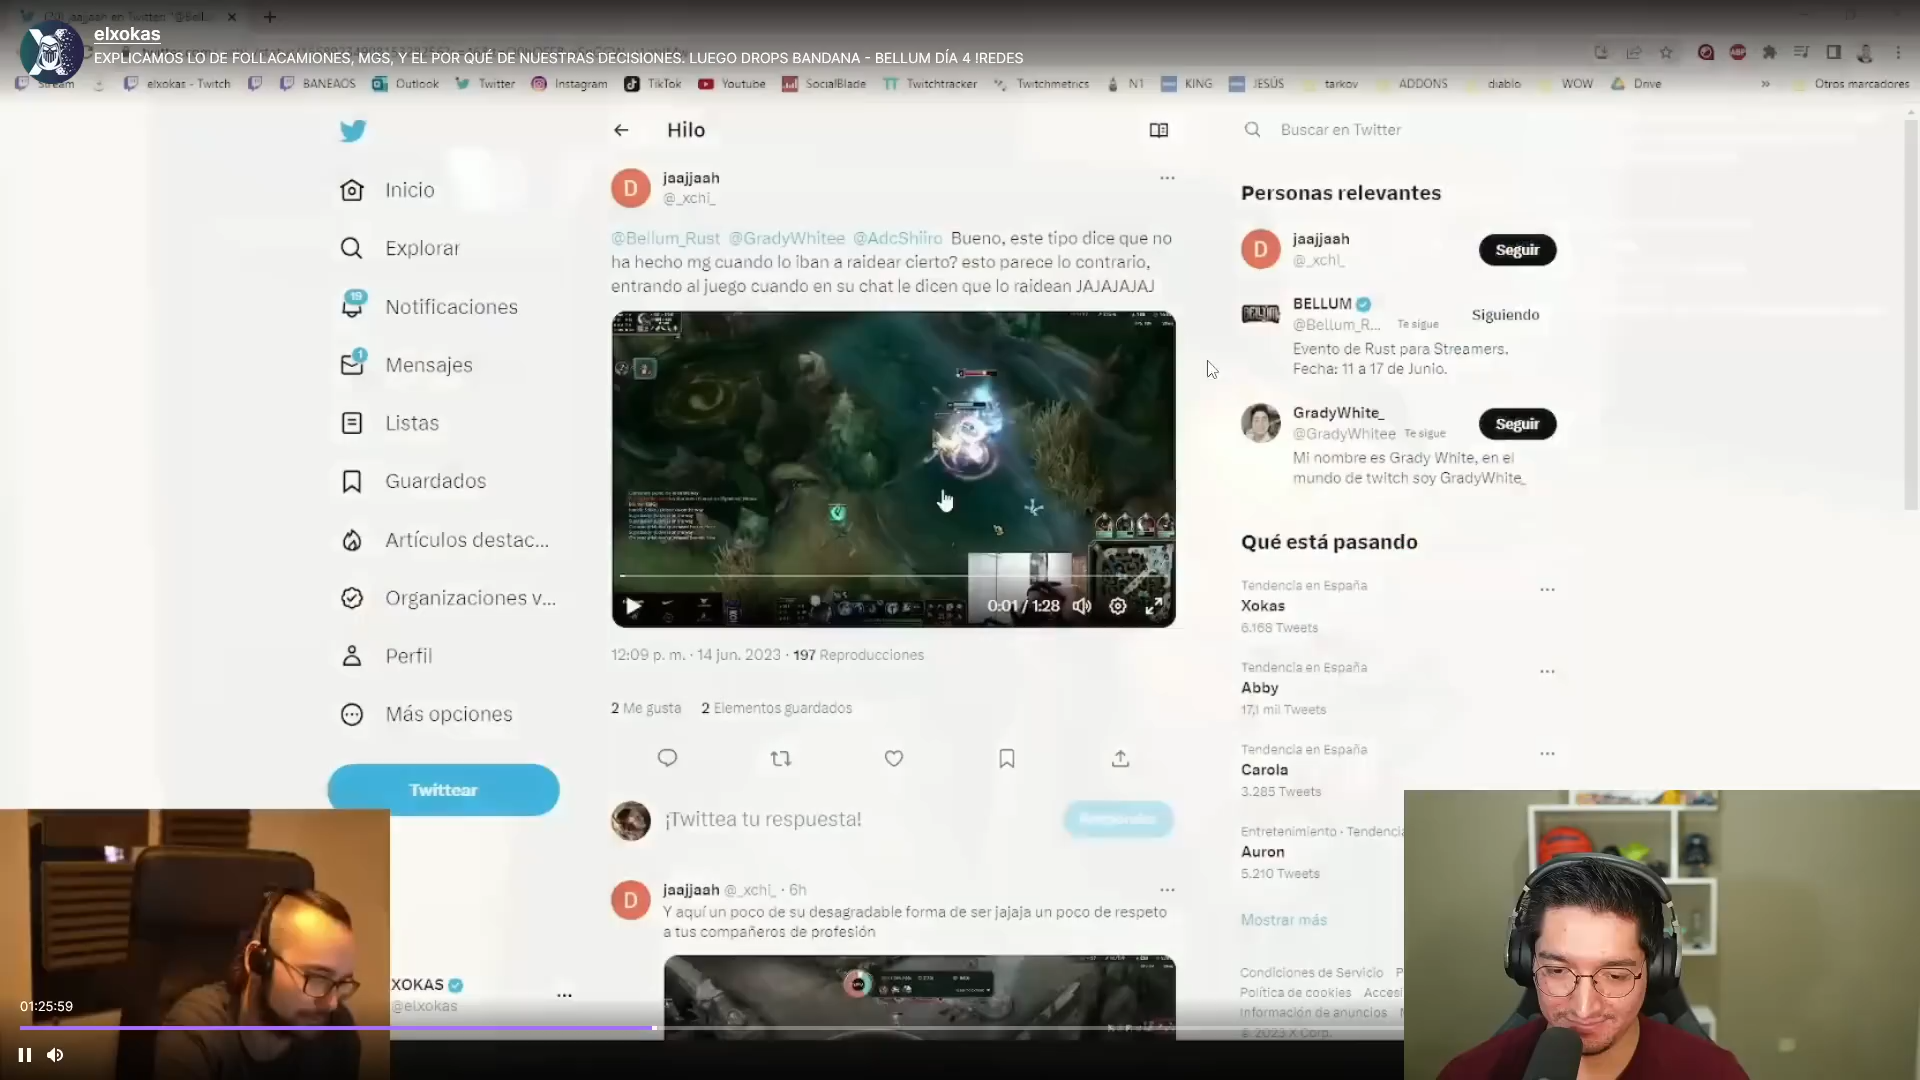 elxokas
EXPLICAMOS LO DE FOLLACAMIONES, MGS, Y EL POR QUÉ DE NUESTRAS DECISIONES. LUEGO DROPS BANDANA - BELLUM DÍA 4 !REDES
Stream
elxokas - Twitch
BANEAOS
Outlook
Twitter
Instagram
TikTok
Youtube
SocialBlade
Twitchtracker
Twitchmetrics
N1
KING
JESÚS
tarkov
ADDONS
diablo
WOW
Drive
»
Otros marcadores
Inicio
Explorar
19
Notificaciones
1
Mensajes
Listas
Guardados
Artículos destac...
Organizaciones v...
Perfil
Más opciones
Twittear
XOKAS
@elxokas
Hilo
D
jaajjaah
@_xchi_
@Bellum_Rust @GradyWhitee @AdcShiiro Bueno, este tipo dice que no
ha hecho mg cuando lo iban a raidear cierto? esto parece lo contrario,
entrando al juego cuando en su chat le dicen que lo raidean JAJAJAJAJ
0:01 / 1:28
12:09 p. m. · 14 jun. 2023 · 197 Reproducciones
2 Me gusta 2 Elementos guardados
¡Twittea tu respuesta!
Responder
D
jaajjaah @_xchi_ · 6h
Y aquí un poco de su desagradable forma de ser jajaja un poco de respeto
a tus compañeros de profesión
Buscar en Twitter
Personas relevantes
D
jaajjaah
@_xchi_
Seguir
BELLUM
@Bellum_R... Te sigue
Siguiendo
Evento de Rust para Streamers.
Fecha: 11 a 17 de Junio.
GradyWhite_
@GradyWhitee Te sigue
Seguir
Mi nombre es Grady White, en el
mundo de twitch soy GradyWhite_
Qué está pasando
Tendencia en España
Xokas
6.168 Tweets
Tendencia en España
Abby
17,1 mil Tweets
Tendencia en España
Carola
3.285 Tweets
Entretenimiento · Tendencia
Auron
5.210 Tweets
Mostrar más
Condiciones de Servicio P
Política de cookies Accesi
Información de anuncios
© 2023 X Corp.
01:25:59